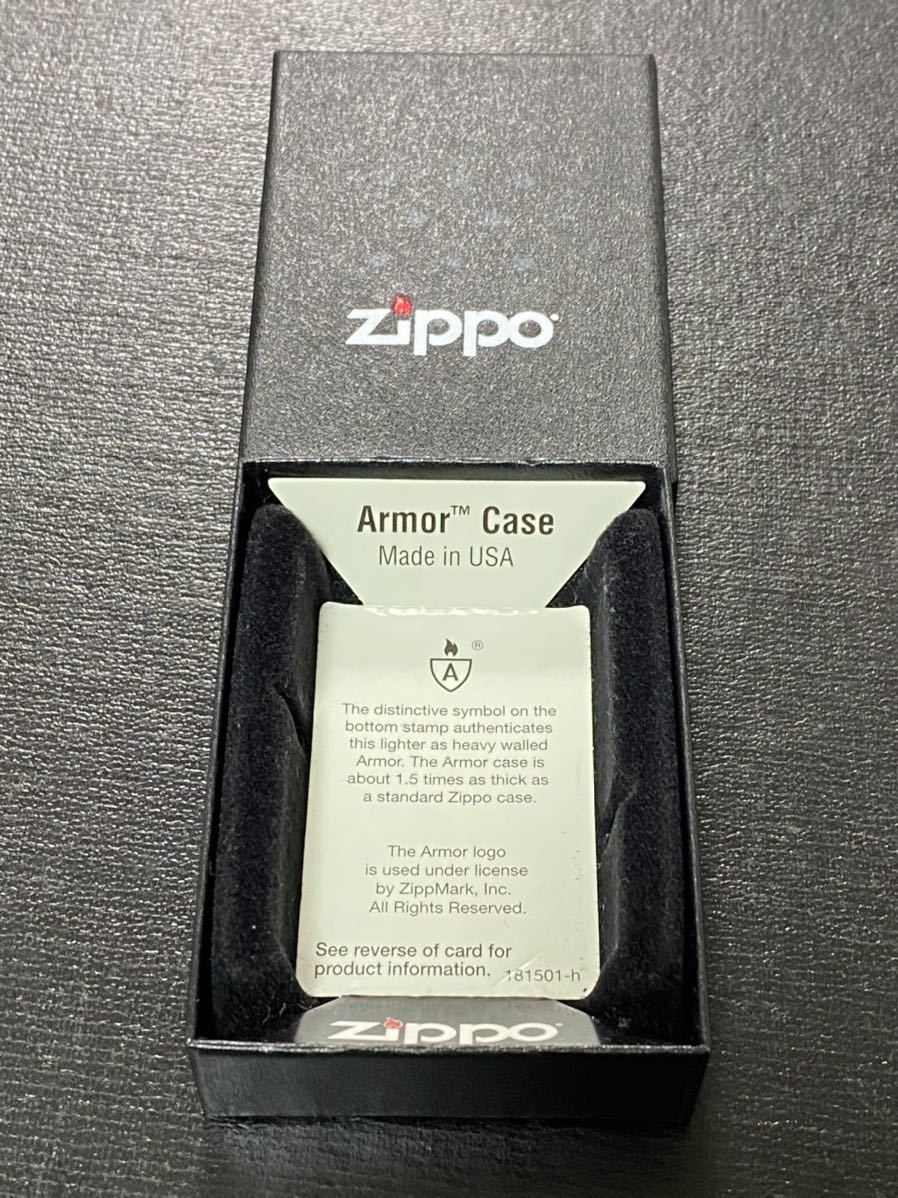 zippo
Armor™ Case
Made in USA
A ®
The distinctive symbol on the
bottom stamp authenticates
this lighter as heavy walled
Armor. The Armor case is
about 1.5 times as thick as
a standard Zippo case.
The Armor logo
is used under license
by ZippMark, Inc.
All Rights Reserved.
See reverse of card for
product information. 181501-h
zippo